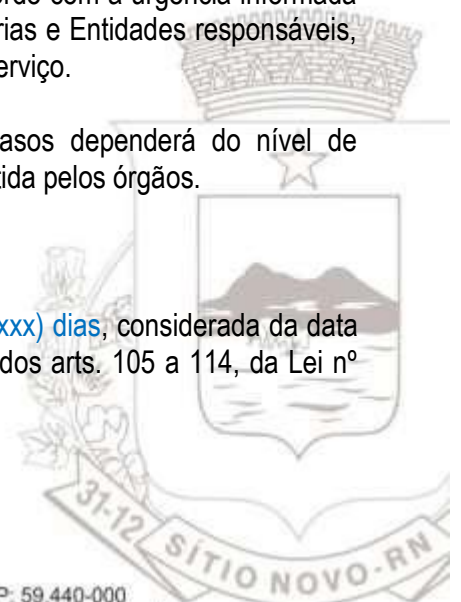 ordo com a urgência informada
rias e Entidades responsáveis,
erviço.
asos dependerá do nível de
tida pelos órgãos.
xxx) dias, considerada da data
dos arts. 105 a 114, da Lei nº
31-12 SÍTIO NOVO-RN
P: 59.440-000